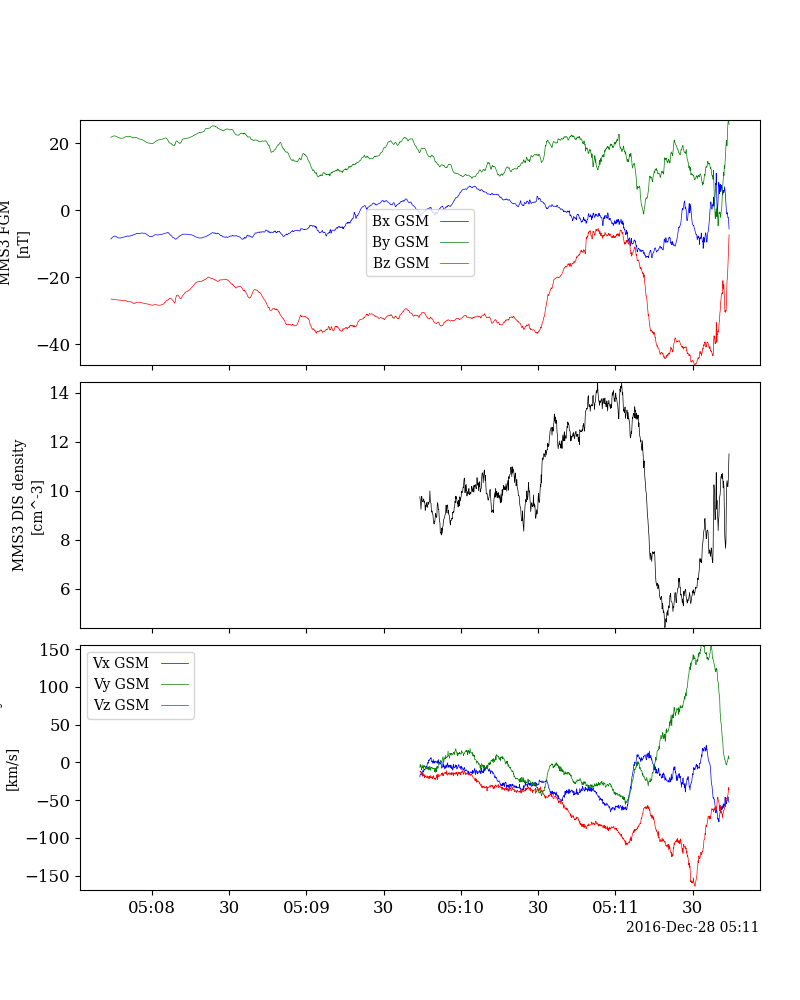 MMS3 FGM
[nT]
20
0
−20
−40
Bx GSM
By GSM
Bz GSM
MMS3 DIS density
[cm^-3]
14
12
10
8
6
[km/s]
150
100
50
0
−50
−100
−150
Vx GSM
Vy GSM
Vz GSM
05:08
30
05:09
30
05:10
30
05:11
30
2016-Dec-28 05:11